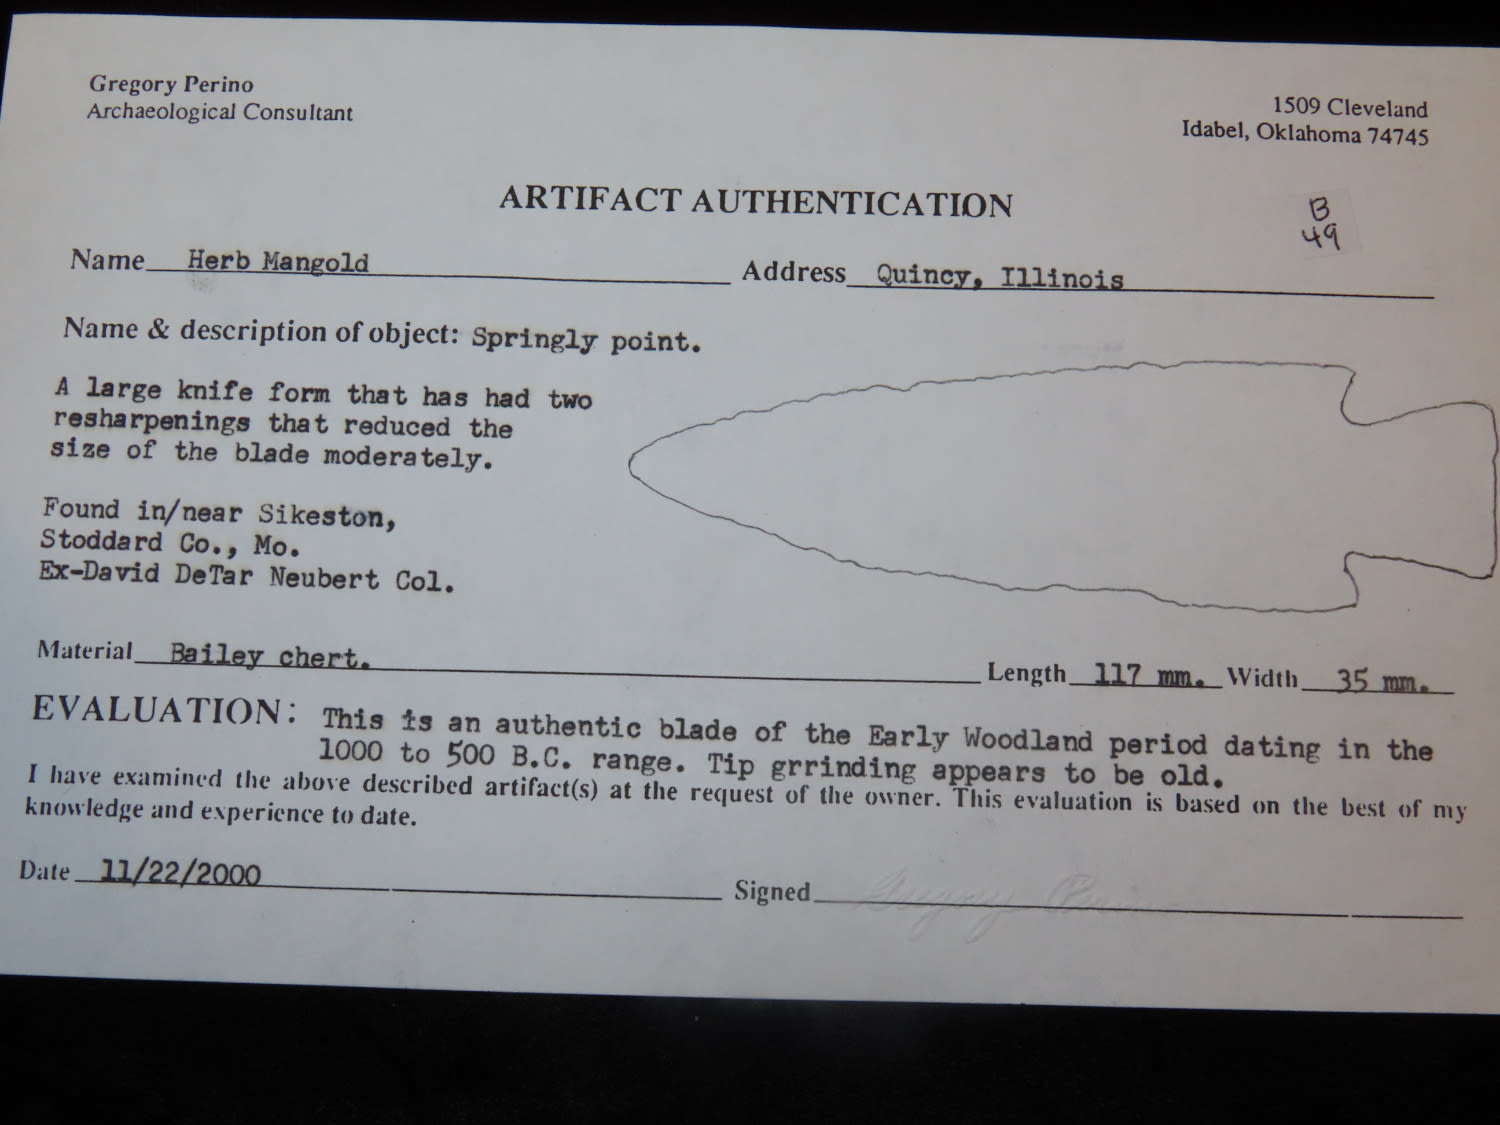 Gregory Perino
Archaeological Consultant
1509 Cleveland
Idabel, Oklahoma 74745
ARTIFACT AUTHENTICATION
B
49
Name Herb Mangold Address Quincy, Illinois
Name & description of object: Springly point.
A large knife form that has had two
resharpenings that reduced the
size of the blade moderately.
Found in/near Sikeston,
Stoddard Co., Mo.
Ex-David DeTar Neubert Col.
Material Bailey chert. Length 117 mm. Width 35 mm.
EVALUATION: This is an authentic blade of the Early Woodland period dating in the
1000 to 500 B.C. range. Tip grrinding appears to be old.
I have examined the above described artifact(s) at the request of the owner. This evaluation is based on the best of my
knowledge and experience to date.
Date 11/22/2000 Signed Gregory Perino